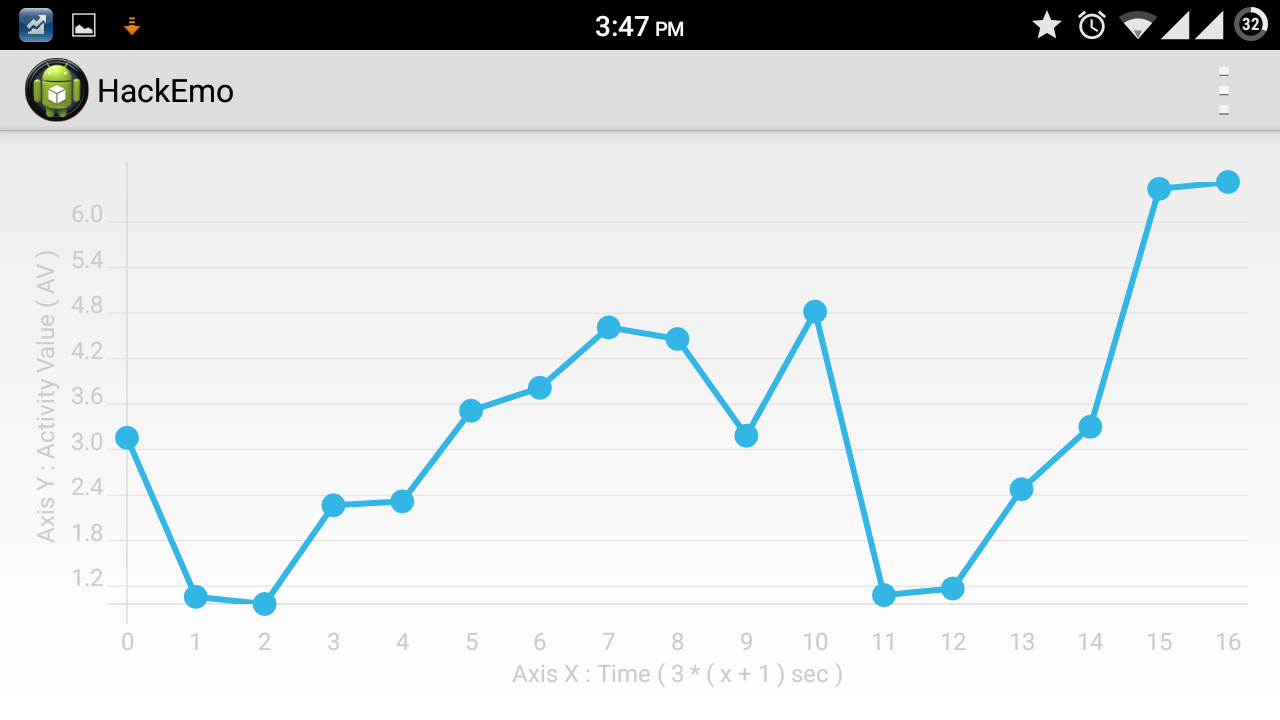 3:47 PM
32
HackEmo
6.0
5.4
4.8
4.2
3.6
3.0
2.4
1.8
1.2
Axis Y : Activity Value ( AV )
0 1 2 3 4 5 6 7 8 9 10 11 12 13 14 15 16
Axis X : Time ( 3 * ( x + 1 ) sec )